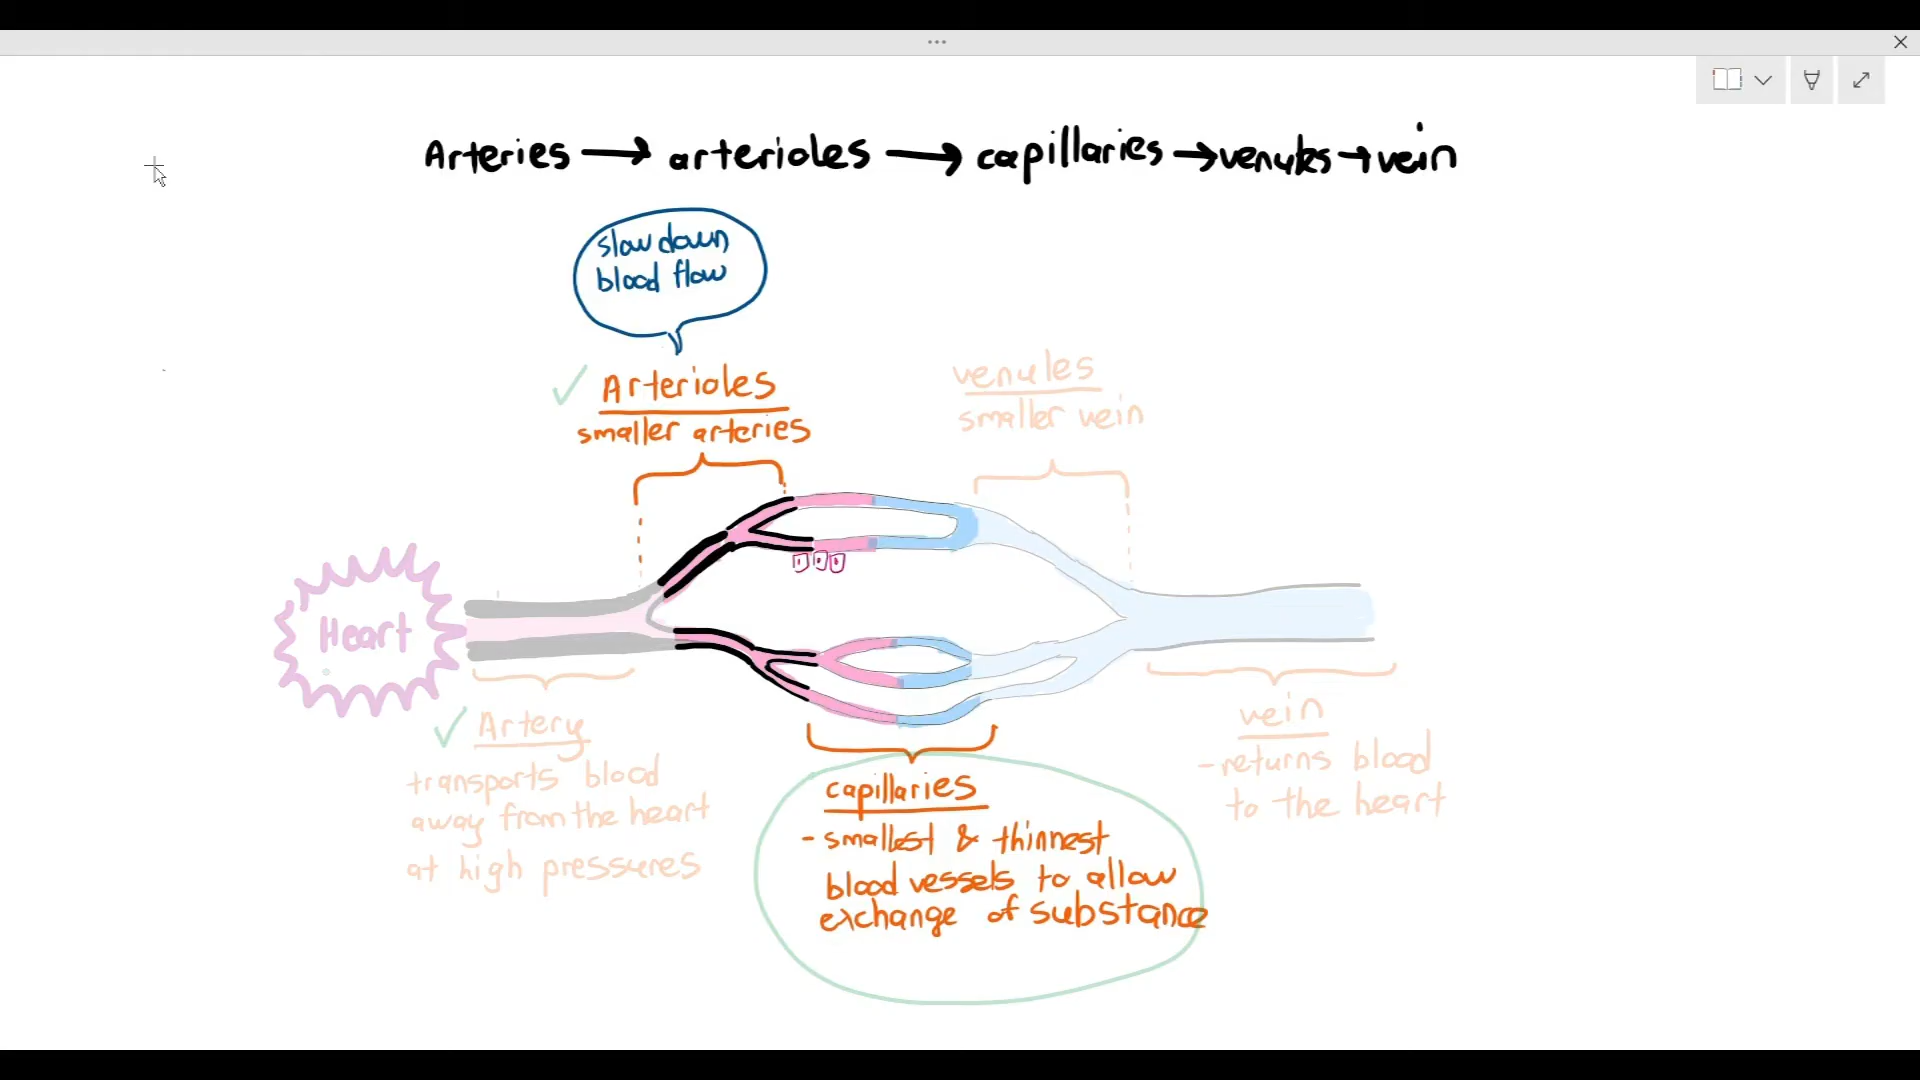 Arteries → arterioles → capillaries → venules → vein
slow down
blood flow
Arterioles
smaller arteries
venules
smaller vein
Heart
Artery
transports blood
away from the heart
at high pressures
capillaries
- smallest & thinnest
blood vessels to allow
exchange of substance
vein
- returns blood
to the heart